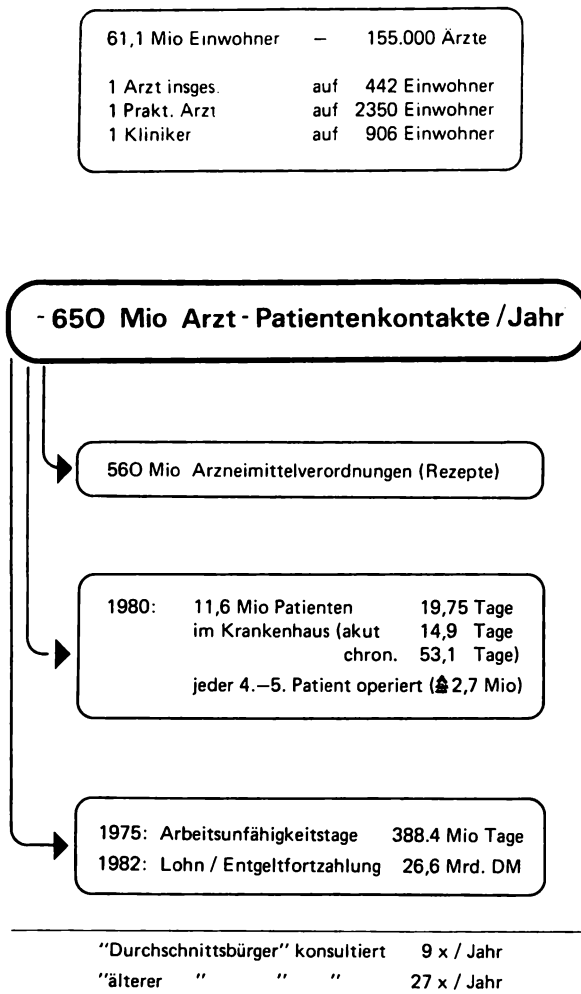 61,1 Mio Einwohner – 155.000 Ärzte
1 Arzt insges. auf 442 Einwohner
1 Prakt. Arzt auf 2350 Einwohner
1 Kliniker auf 906 Einwohner
- 650 Mio Arzt - Patientenkontakte / Jahr
560 Mio Arzneimittelverordnungen (Rezepte)
1980: 11,6 Mio Patienten 19,75 Tage
im Krankenhaus (akut 14,9 Tage
chron. 53,1 Tage)
jeder 4.–5. Patient operiert (≙ 2,7 Mio)
1975: Arbeitsunfähigkeitstage 388.4 Mio Tage
1982: Lohn / Entgeltfortzahlung 26,6 Mrd. DM
"Durchschnittsbürger" konsultiert 9 x / Jahr
"älterer " " " 27 x / Jahr